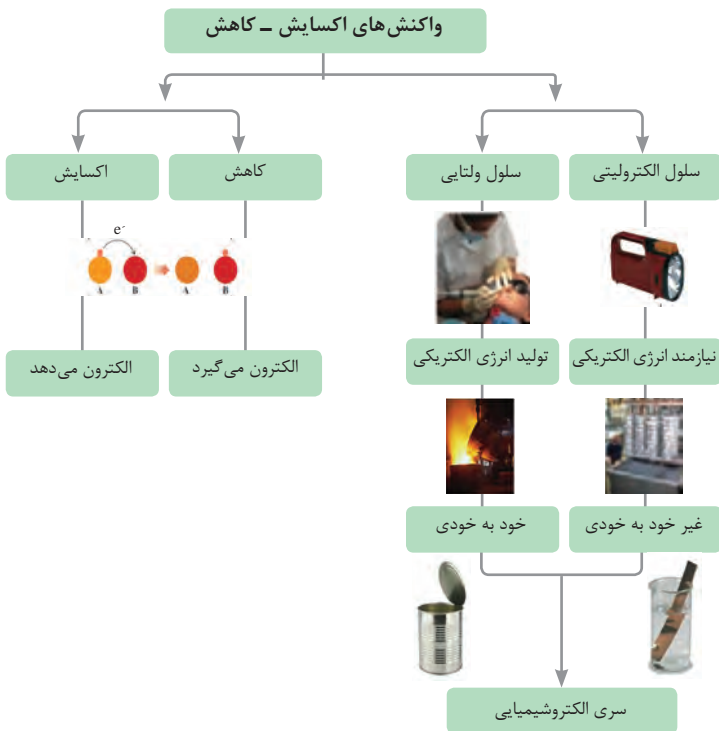 واکنش‌های اکسایش ــ کاهش
سلول الکترولیتی
سلول ولتایی
کاهش
اکسایش
e-
A B A B
نیازمند انرژی الکتریکی
تولید انرژی الکتریکی
الکترون می‌گیرد
الکترون می‌دهد
غیر خود به خودی
خود به خودی
سری الکتروشیمیایی